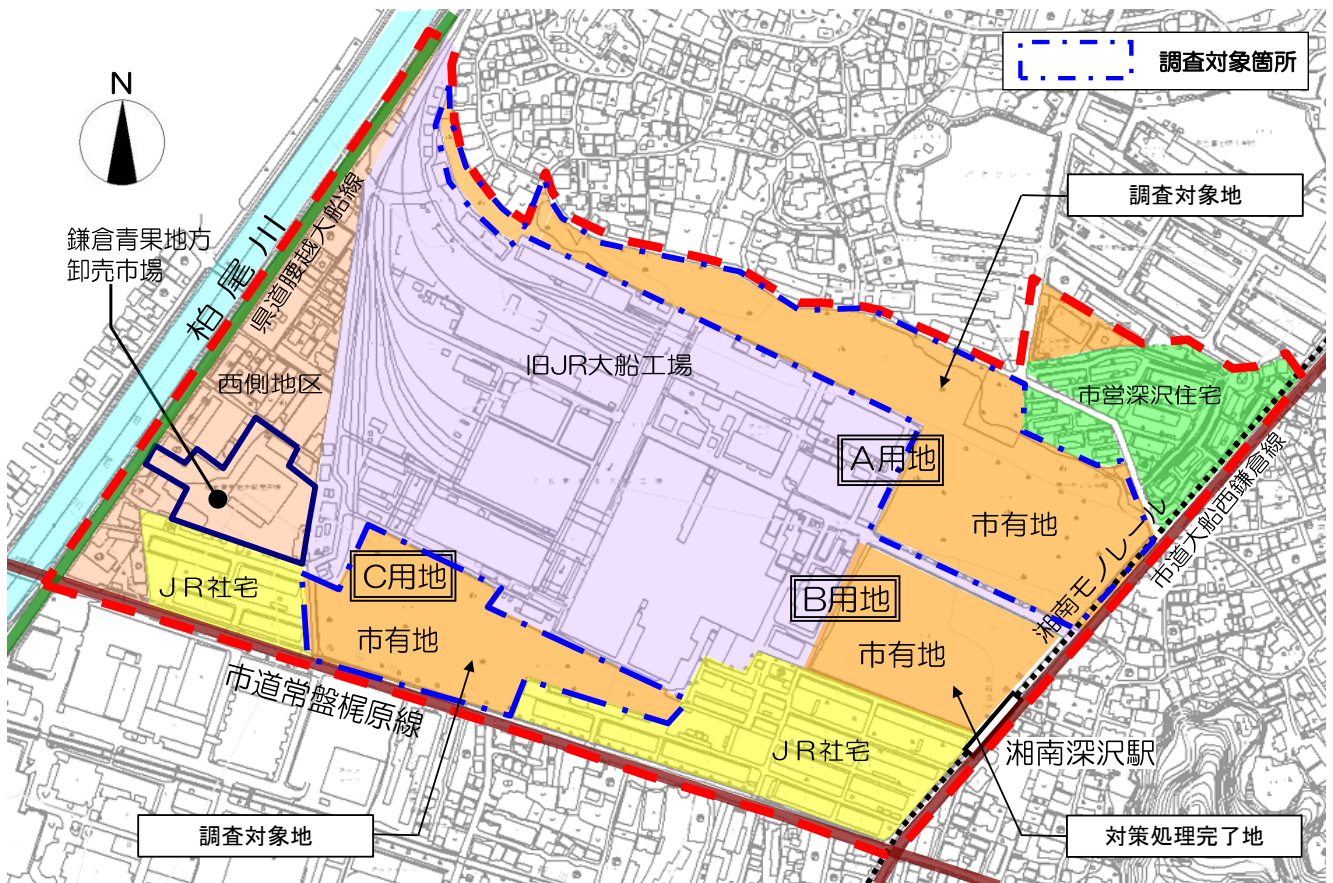 調査対象箇所
N
調査対象地
鎌倉青果地方
卸売市場
柏尾川
県道腰越大船線
西側地区
旧JR大船工場
市営深沢住宅
A用地
市有地
湘南モノレール
市道大船西鎌倉線
JR社宅
C用地
市有地
B用地
市有地
市道常盤梶原線
JR社宅
湘南深沢駅
調査対象地
対策処理完了地